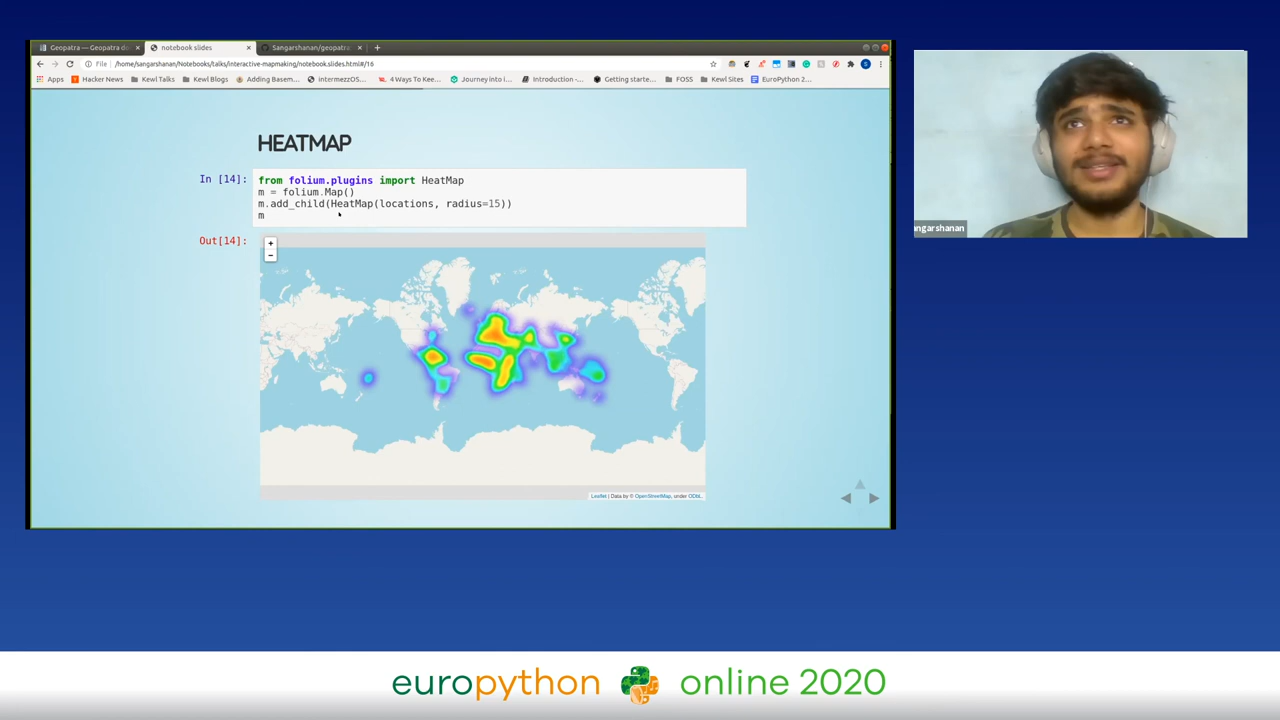 Geopatra — Geopatra do
notebook slides
Sangarshanan/geopatra
File
/home/sangarshanan/Notebooks/talks/interactive-mapmaking/notebook.slides.html#/16
Apps
Hacker News
Kewl Talks
Kewl Blogs
Adding Basem...
intermezzOS...
4 Ways To Kee...
Journey into i...
Introduction -...
Getting starte...
FOSS
Kewl Sites
EuroPython 2...
HEATMAP
In [14]:
from folium.plugins import HeatMap
m = folium.Map()
m.add_child(HeatMap(locations, radius=15))
m
Out[14]:
+
−
Leaflet | Data by © OpenStreetMap, under ODbL.
angarshanan
europython
online 2020